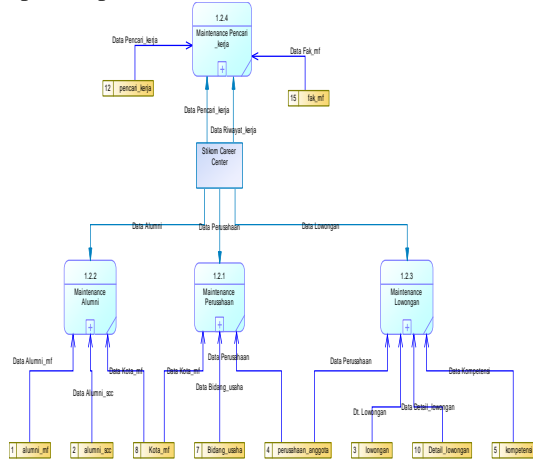 1.2.4
Maintenance Pencari
_kerja
Data Pencari_kerja
Data Fak_mf
12 pencari_kerja
15 fak_mf
Data Pencari_kerja
Data Riwayat_kerja
Stikom Career
Center
Data Alumni
Data Perusahaan
Data Lowongan
1.2.2
Maintenance
Alumni
1.2.1
Maintenance
Perusahaan
1.2.3
Maintenance
Lowongan
Data Alumni_mf
Data Kota_mf
Data Kota_mf
Data Perusahaan
Data Perusahaan
Data Kompetensi
Data Alumni_scc
Data Bidang_usaha
Dt. Lowongan
Data Detail_lowongan
1 alumni_mf
2 alumni_scc
8 Kota_mf
7 Bidang_usaha
4 perusahaan_anggota
3 lowongan
10 Detail_lowongan
5 kompetensi